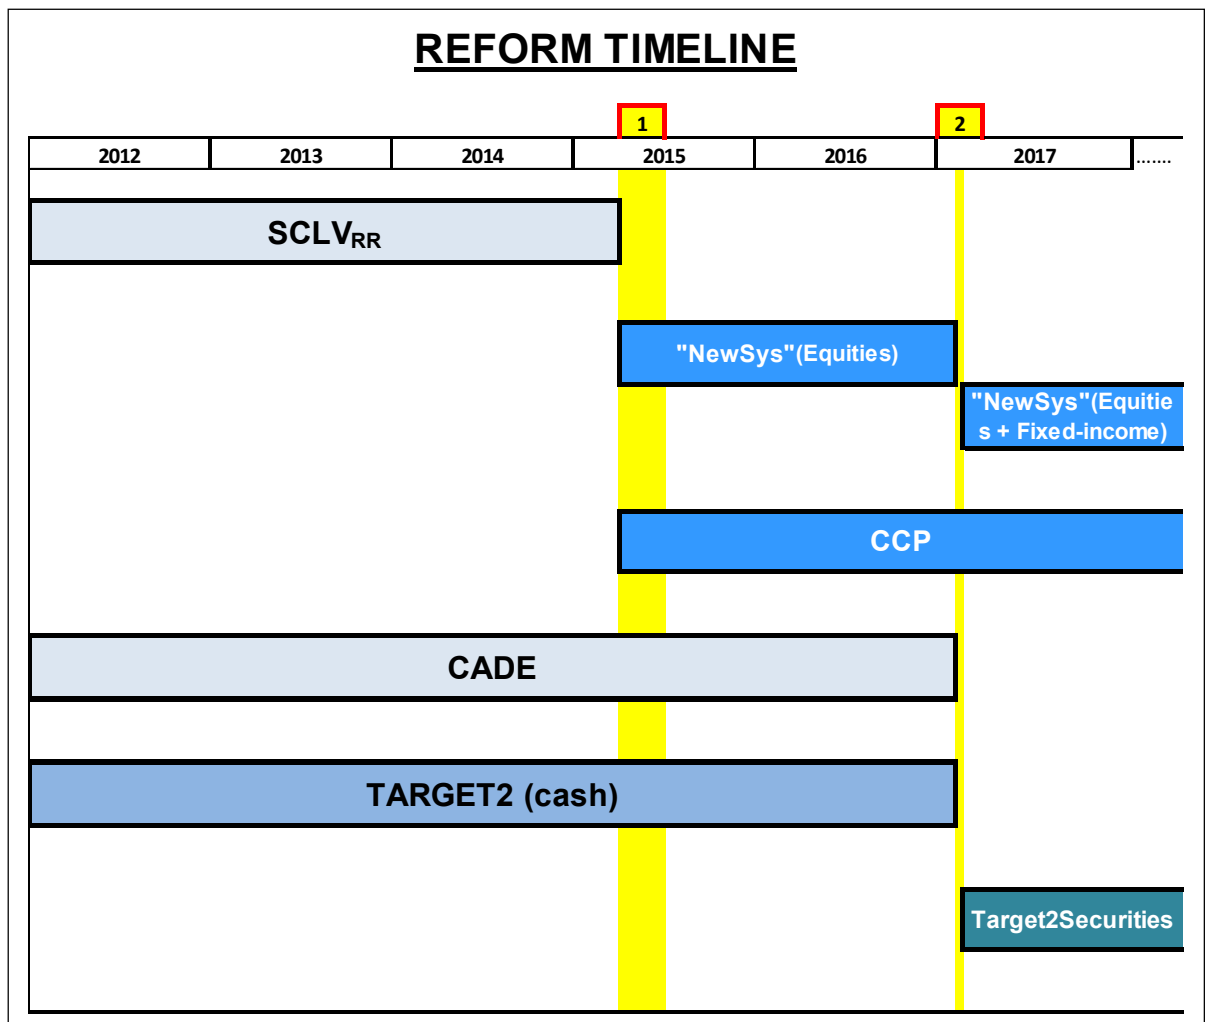 REFORM TIMELINE
1 2
2012 2013 2014 2015 2016 2017 .......
SCLVRR
"NewSys"(Equities)
"NewSys"(Equitie
s + Fixed-income)
CCP
CADE
TARGET2 (cash)
Target2Securities